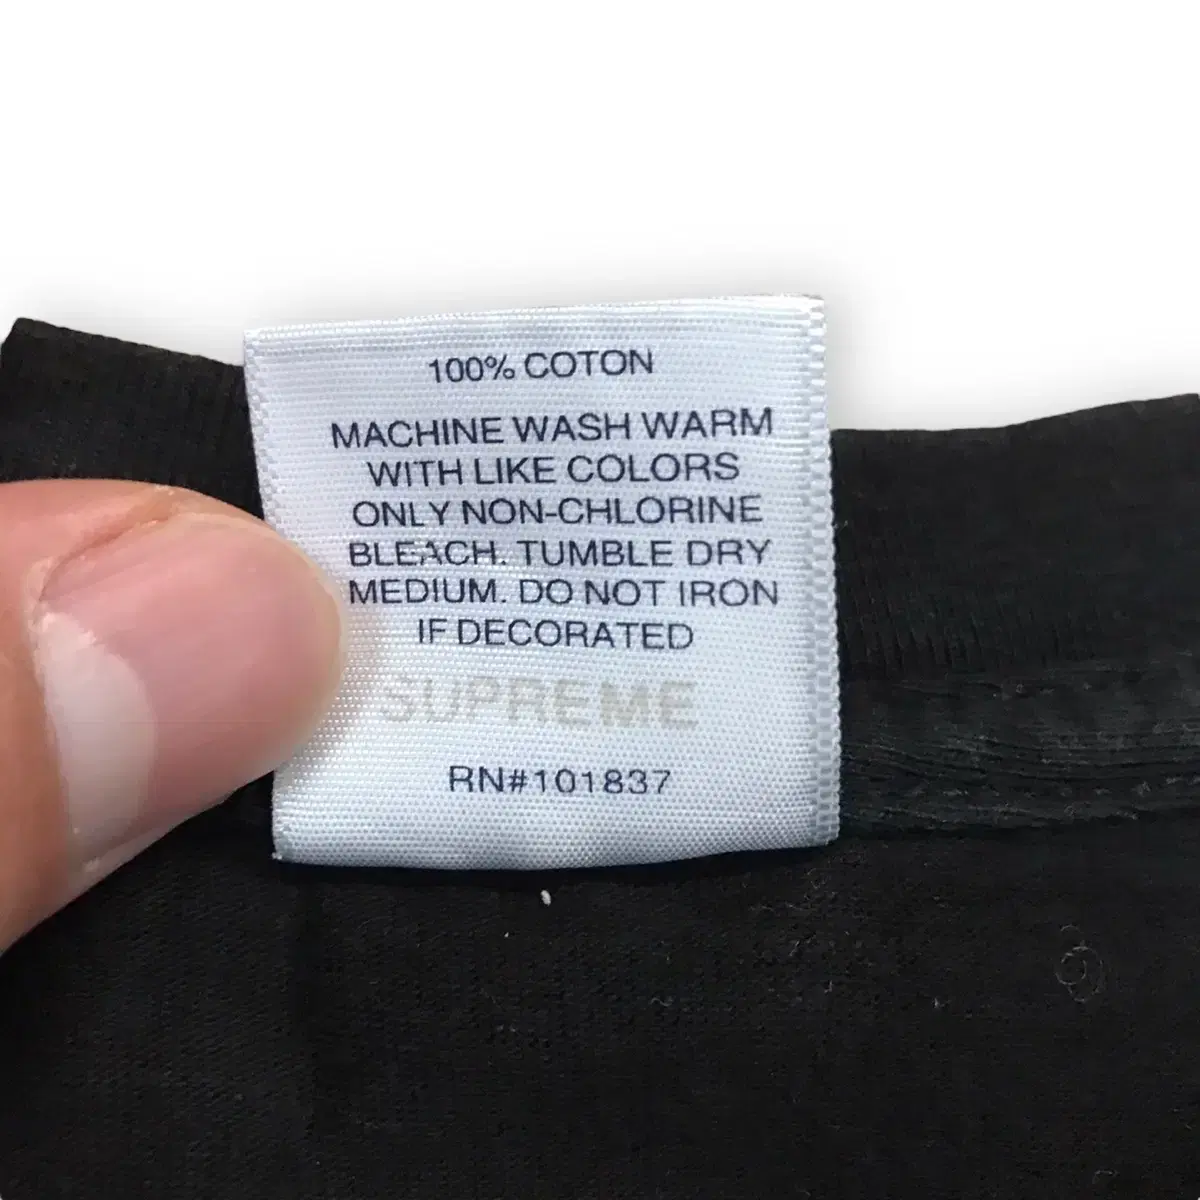 100% COTON
MACHINE WASH WARM
WITH LIKE COLORS
ONLY NON-CHLORINE
BLEACH. TUMBLE DRY
MEDIUM. DO NOT IRON
IF DECORATED
SUPREME
RN#101837